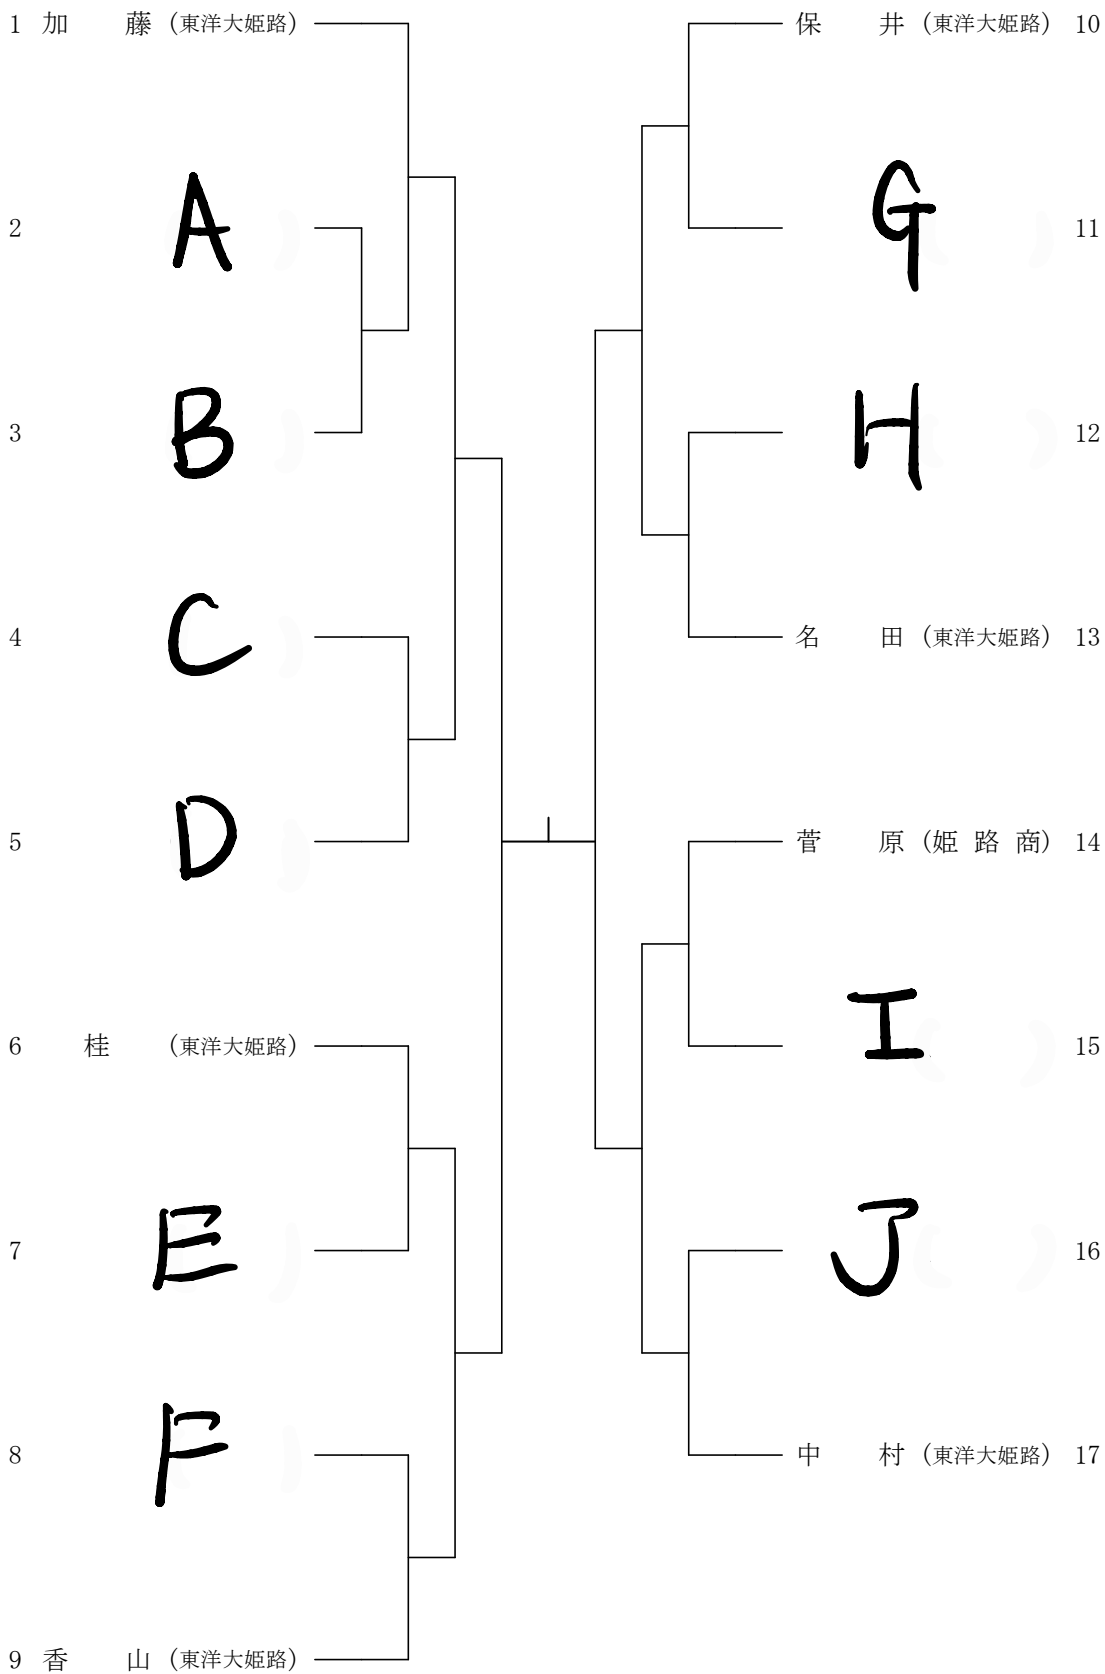 1 加 藤 (東洋大姫路)
2 A
3 B
4 C
5 D
6 桂 (東洋大姫路)
7 E
8 F
9 香 山 (東洋大姫路)
保 井 (東洋大姫路) 10
G 11
H 12
名 田 (東洋大姫路) 13
菅 原 (姫 路 商) 14
I 15
J 16
中 村 (東洋大姫路) 17